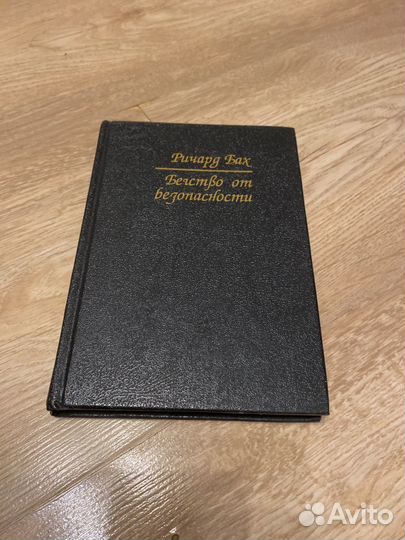 Ричард Бах
Бегство от
безопасности
Avito